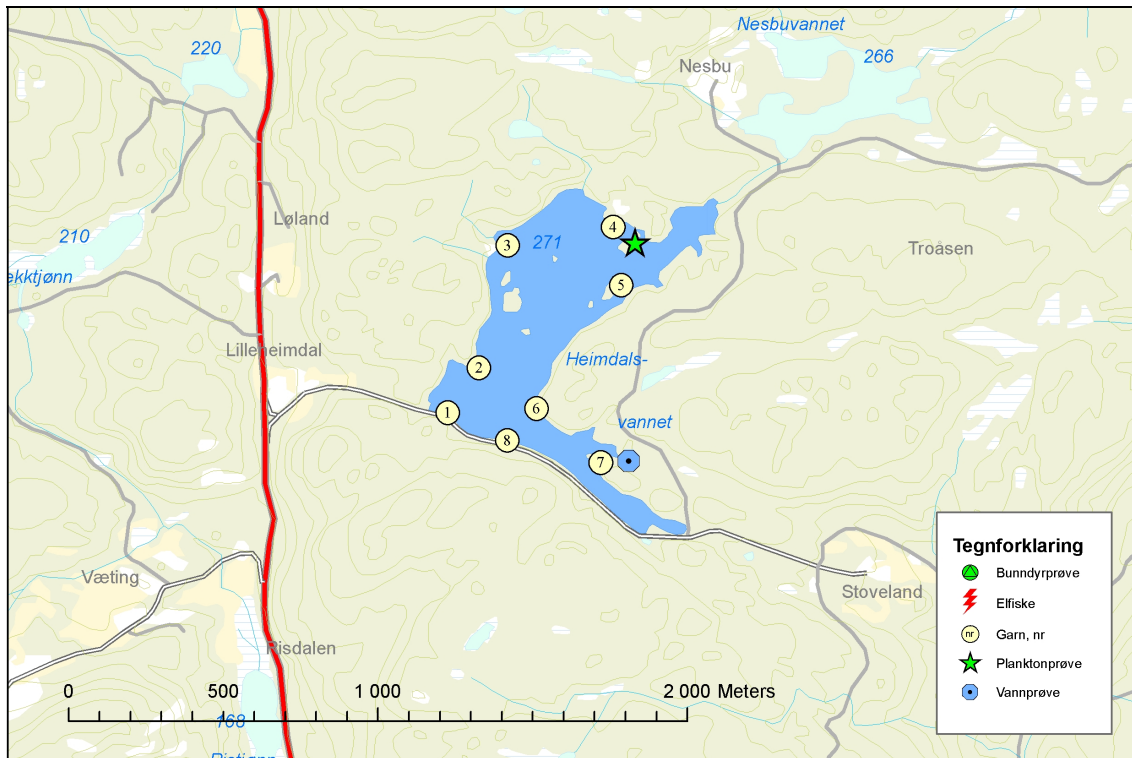 Nesbuvannet
220
266
Nesbu
Løland
4
210
3
271
Troåsen
ekktjønn
5
Lilleheimdal
Heimdals-
2
6
1
vannet
8
7
Tegnforklaring
Bunndyrprøve
Væting
Stoveland
Elfiske
nr
Garn, nr
Risdalen
Planktonprøve
0
500
1 000
2 000 Meters
Vannprøve
168